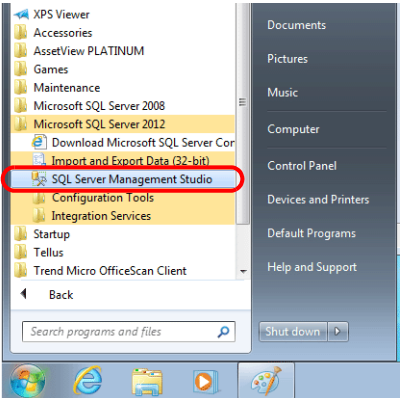 XPS Viewer
Accessories
AssetView PLATINUM
Games
Maintenance
Microsoft SQL Server 2008
Microsoft SQL Server 2012
Download Microsoft SQL Server Cor
Import and Export Data (32-bit)
SQL Server Management Studio
Configuration Tools
Integration Services
Startup
Tellus
Trend Micro OfficeScan Client
Back
Search programs and files
Documents
Pictures
Music
Computer
Control Panel
Devices and Printers
Default Programs
Help and Support
Shut down